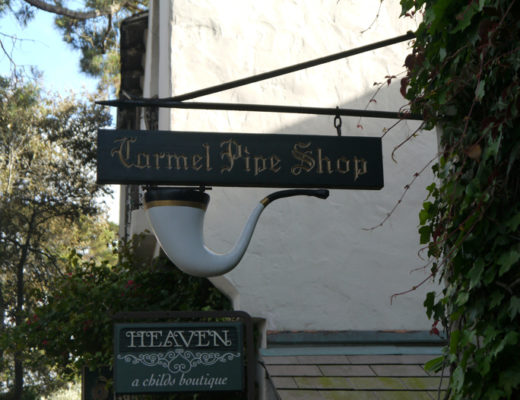 Carmel Pipe Shop
HEAVEN
a childs boutique